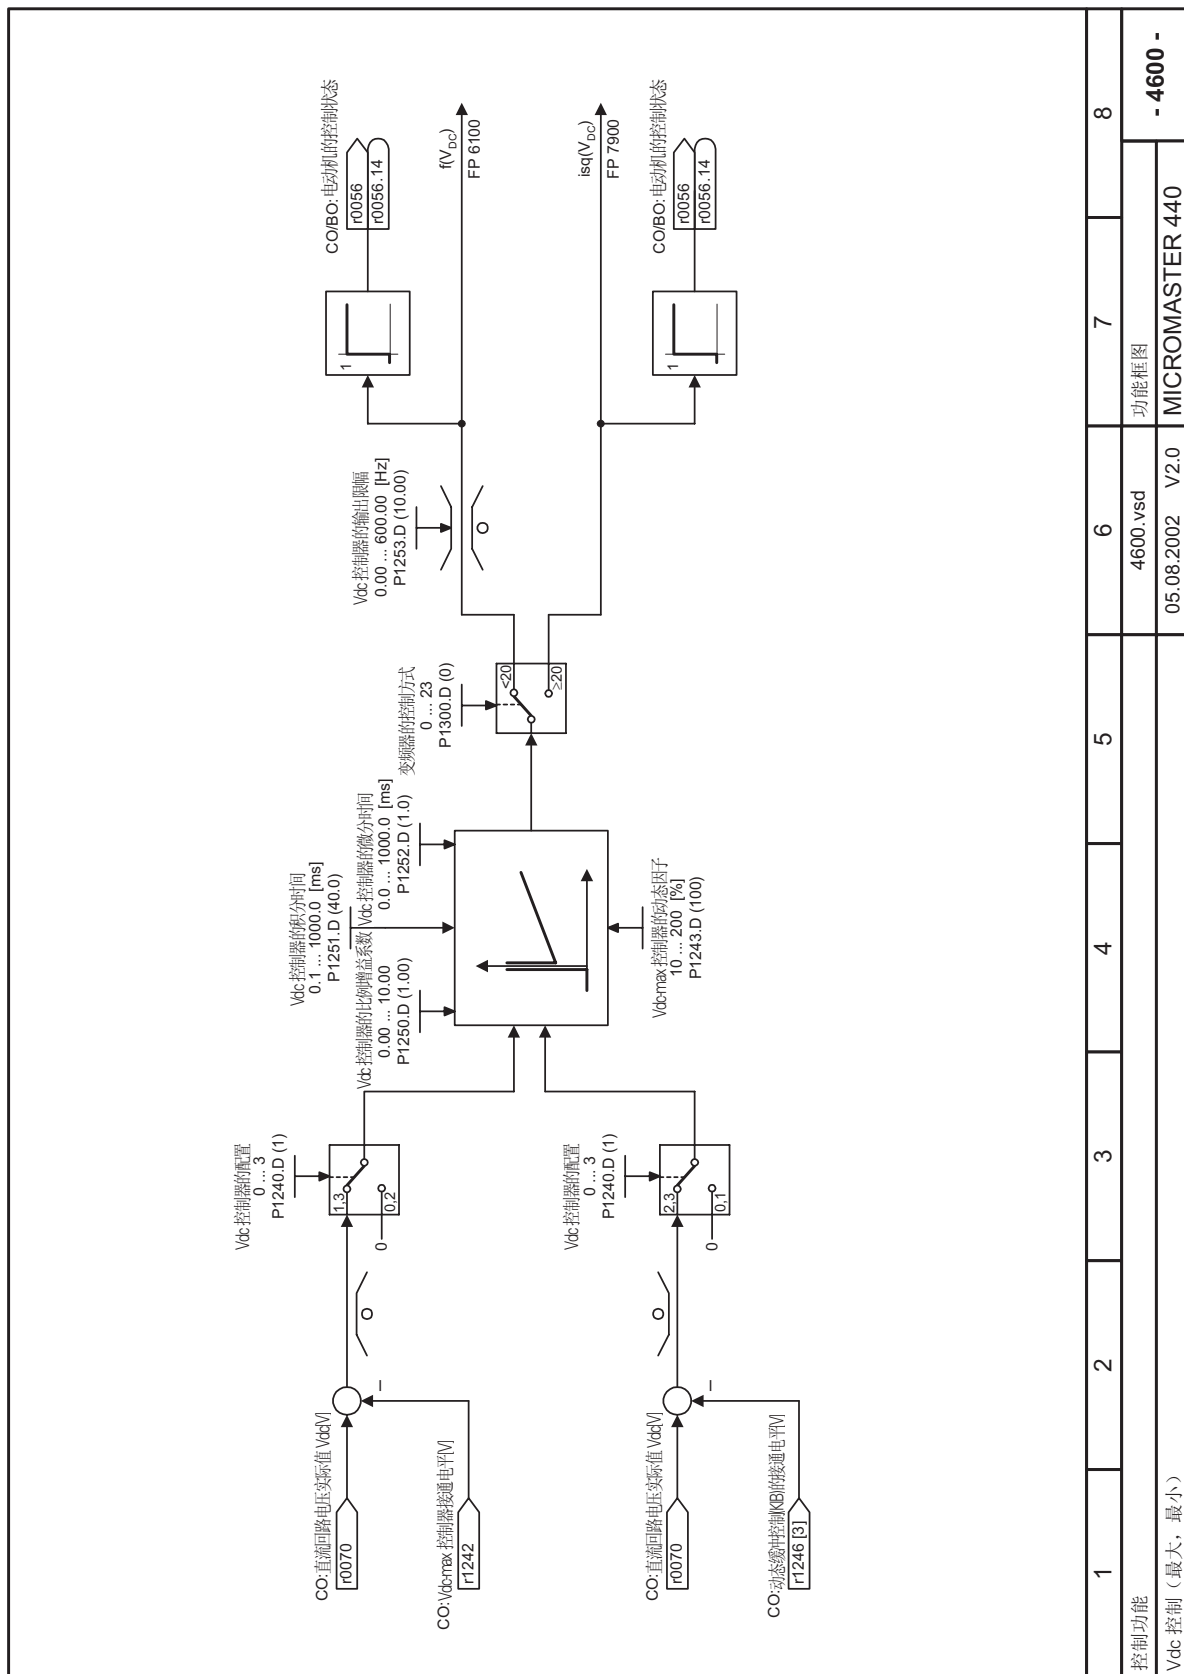 CO:直流回路电压实际值 Vdc[V]
r0070
CO:Vdc-max 控制器接通电平[V]
r1242
Vdc 控制器的配置
0 ... 3
P1240.D (1)
1,3
0,2
0
Vdc 控制器的积分时间
0.1 ... 1000.0 [ms]
P1251.D (40.0)
Vdc 控制器的比例增益系数
0.00 ... 10.00
P1250.D (1.00)
Vdc 控制器的微分时间
0.0 ... 1000.0 [ms]
P1252.D (1.0)
Vdc-max 控制器的动态因子
10 ... 200 [%]
P1243.D (100)
变频器的控制方式
0 ... 23
P1300.D (0)
<20
≥20
Vdc 控制器的输出限幅
0.00 ... 600.00 [Hz]
P1253.D (10.00)
1
CO/BO:电动机的控制状态
r0056
r0056.14
f(VDC)
FP 6100
isq(VDC)
FP 7900
1
CO/BO:电动机的控制状态
r0056
r0056.14
CO:直流回路电压实际值 Vdc[V]
r0070
CO:动态缓冲控制(KIB)的接通电平[V]
r1246 [3]
Vdc 控制器的配置
0 ... 3
P1240.D (1)
2,3
0,1
0
1 2 3 4 5 6 7 8
控制功能 4600.vsd 功能框图 - 4600 -
Vdc 控制（最大，最小） 05.08.2002 V2.0 MICROMASTER 440